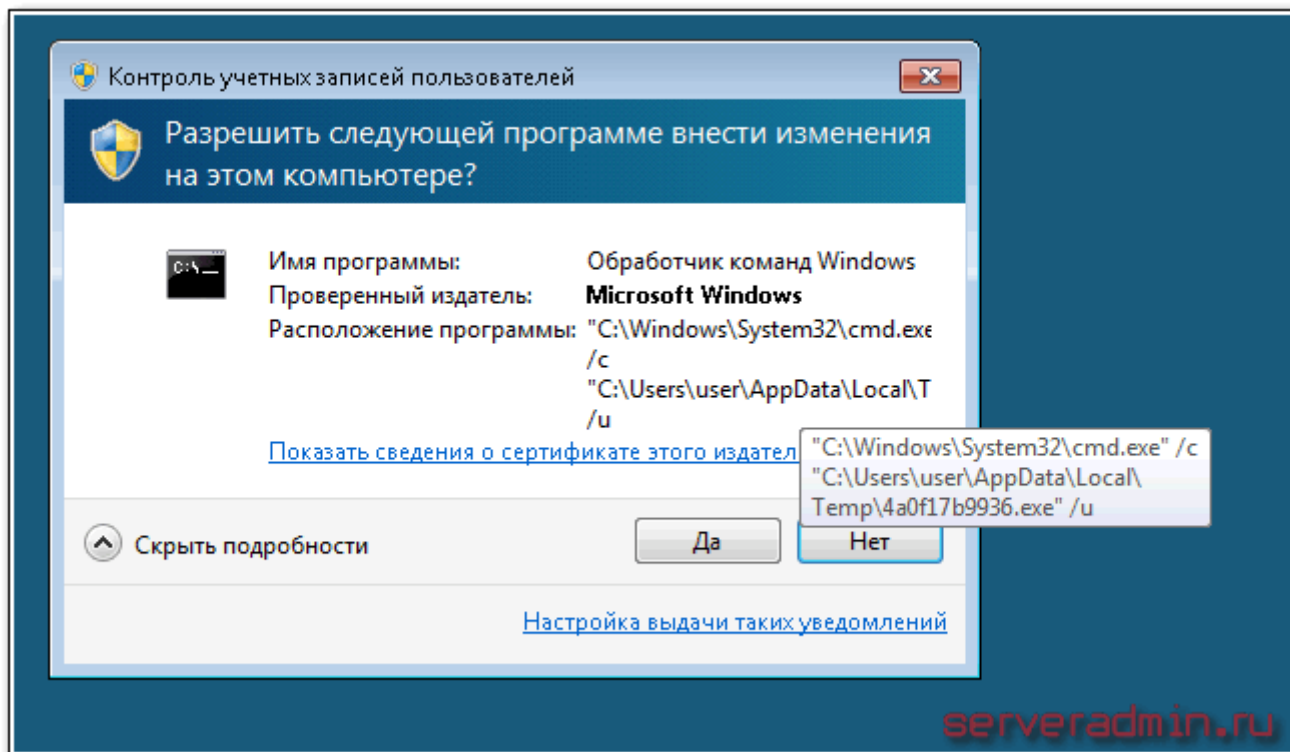 Контроль учетных записей пользователей
Разрешить следующей программе внести изменения
на этом компьютере?
C:\_
Имя программы: Обработчик команд Windows
Проверенный издатель: Microsoft Windows
Расположение программы: "C:\Windows\System32\cmd.exe
/c
"C:\Users\user\AppData\Local\T
/u
Показать сведения о сертификате этого издател
"C:\Windows\System32\cmd.exe" /c
"C:\Users\user\AppData\Local\
Temp\4a0f17b9936.exe" /u
Скрыть подробности
Да
Нет
Настройка выдачи таких уведомлений
serveradmin.ru